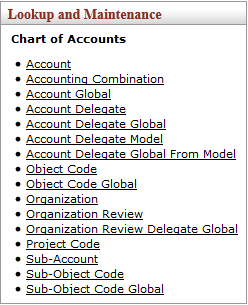 Lookup and Maintenance
Chart of Accounts
Account
Accounting Combination
Account Global
Account Delegate
Account Delegate Global
Account Delegate Model
Account Delegate Global From Model
Object Code
Object Code Global
Organization
Organization Review
Organization Review Delegate Global
Project Code
Sub-Account
Sub-Object Code
Sub-Object Code Global